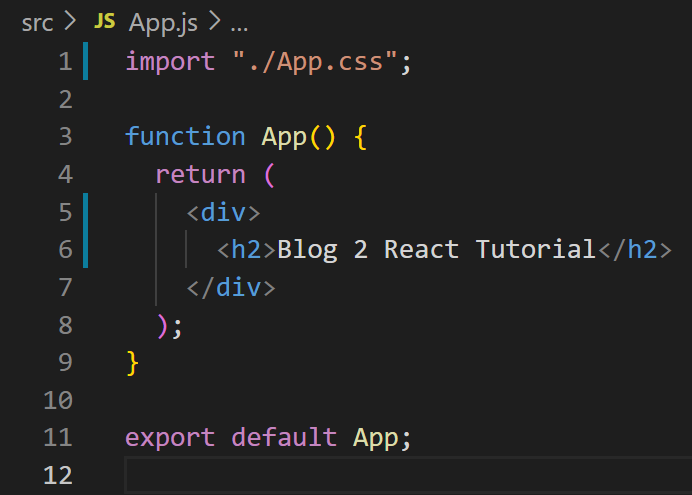 src > JS App.js > ...
1 import "./App.css";
2
3 function App() {
4   return (
5     <div>
6       <h2>Blog 2 React Tutorial</h2>
7     </div>
8   );
9 }
10
11 export default App;
12